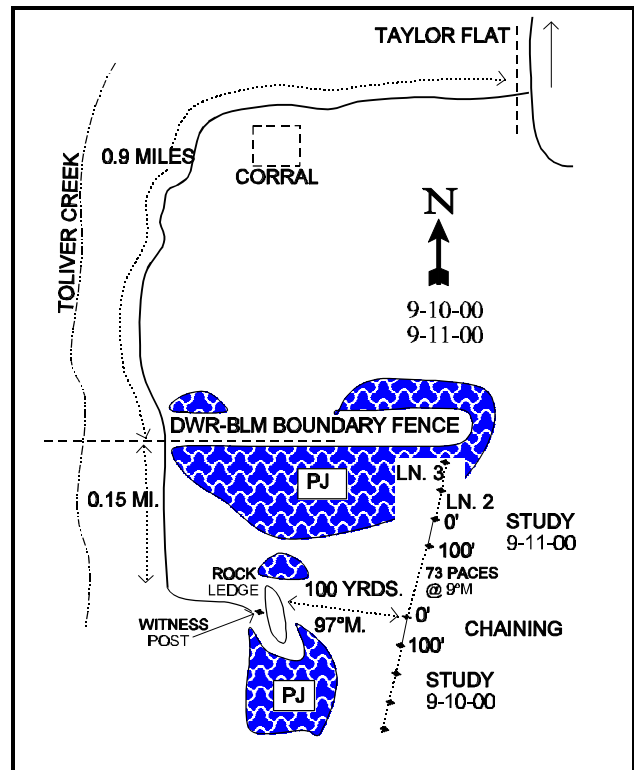 TAYLOR FLAT
0.9 MILES
CORRAL
TOLIVER CREEK
N
9-10-00
9-11-00
DWR-BLM BOUNDARY FENCE
PJ
LN. 3
LN. 2
0.15 MI.
0'
STUDY
9-11-00
100'
ROCK
LEDGE
100 YRDS.
73 PACES
@ 9ºM
WITNESS
POST
97°M.
0'
CHAINING
100'
PJ
STUDY
9-10-00